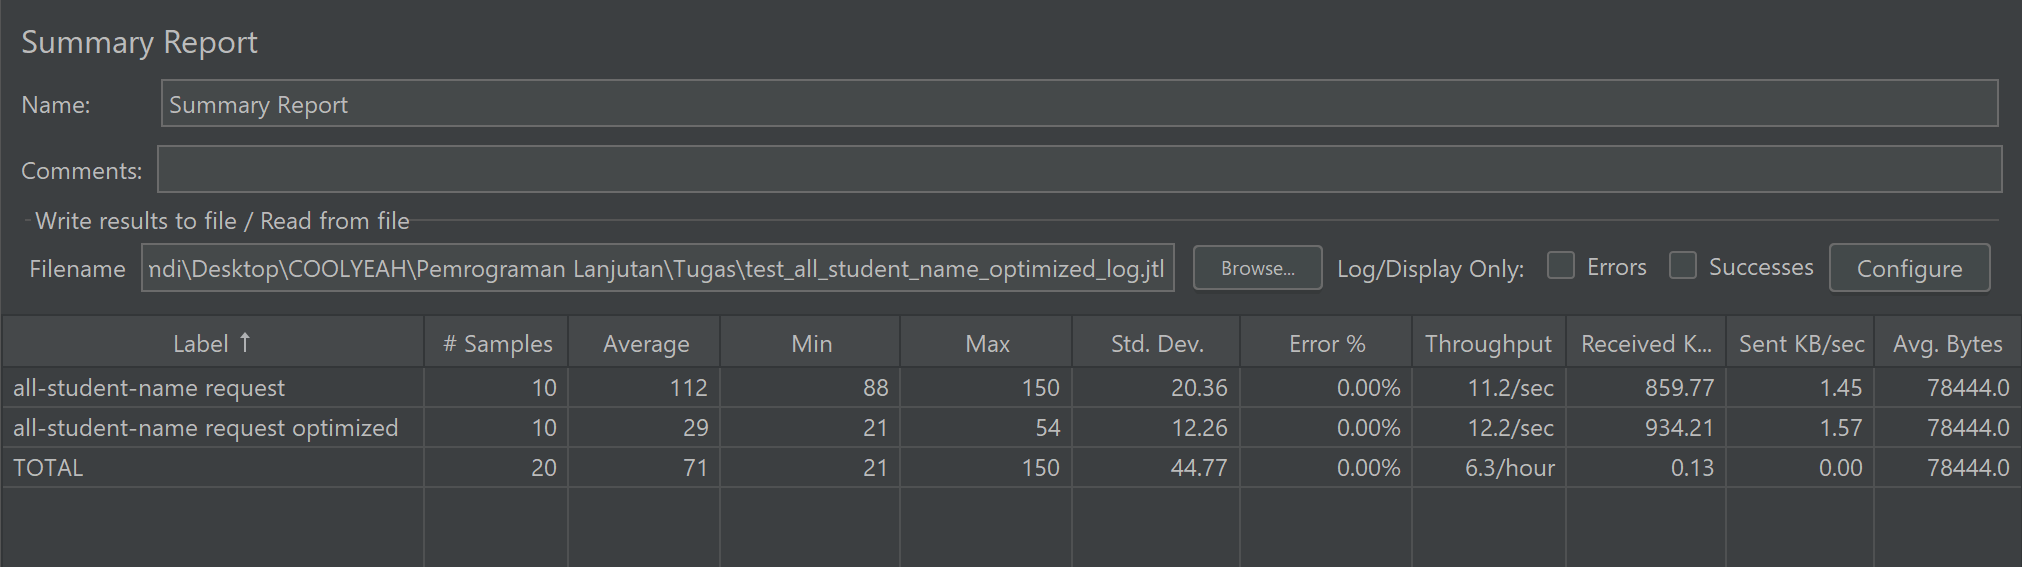 Summary Report
Name: Summary Report
Comments:
Write results to file / Read from file
Filename ndi\Desktop\COOLYEAH\Pemrograman Lanjutan\Tugas\test_all_student_name_optimized_log.jtl Browse... Log/Display Only: Errors Successes Configure
Label ↑ # Samples Average Min Max Std. Dev. Error % Throughput Received K... Sent KB/sec Avg. Bytes
all-student-name request 10 112 88 150 20.36 0.00% 11.2/sec 859.77 1.45 78444.0
all-student-name request optimized 10 29 21 54 12.26 0.00% 12.2/sec 934.21 1.57 78444.0
TOTAL 20 71 21 150 44.77 0.00% 6.3/hour 0.13 0.00 78444.0